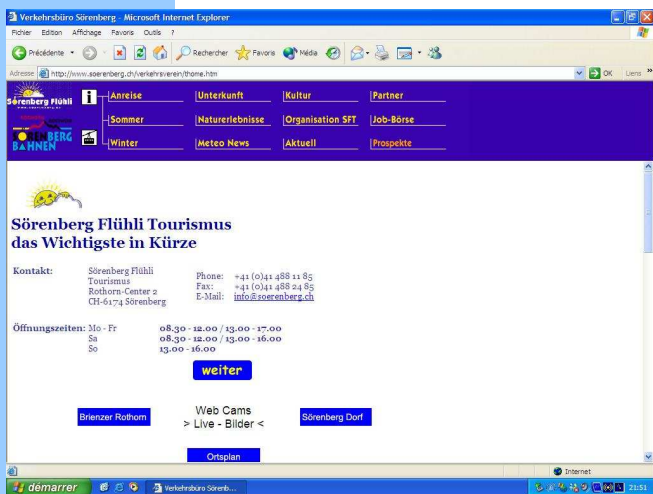 Verkehrsbüro Sörenberg - Microsoft Internet Explorer
Fichier Edition Affichage Favoris Outils ?
Précédente Rechercher Favoris Média
Adresse http://www.soerenberg.ch/verkehrsverein/thome.htm OK Liens »
Sörenberg Flühli
i Anreise Unterkunft Kultur Partner
Sommer Naturerlebnisse Organisation SFT Job-Börse
SÖRENBERG
BAHNEN
Winter Meteo News Aktuell Prospekte
Sörenberg Flühli Tourismus
das Wichtigste in Kürze
Kontakt: Sörenberg Flühli
Tourismus
Rothorn-Center 2
CH-6174 Sörenberg
Phone: +41 (0)41 488 11 85
Fax: +41 (0)41 488 24 85
E-Mail: info@soerenberg.ch
Öffnungszeiten: Mo - Fr 08.30 - 12.00 / 13.00 - 17.00
Sa 08.30 - 12.00 / 13.00 - 16.00
So 13.00 - 16.00
weiter
Web Cams
Brienzer Rothorn > Live - Bilder < Sörenberg Dorf
Ortsplan
Internet
démarrer Verkehrsbüro Sörenb... 21:51